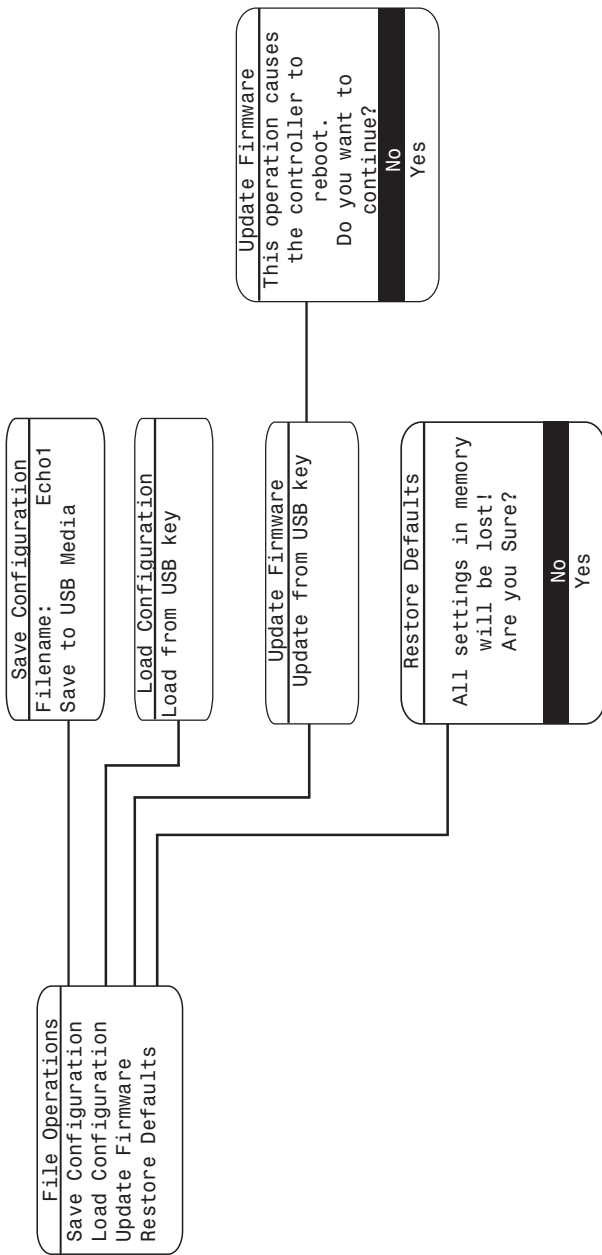 File Operations
Save Configuration
Load Configuration
Update Firmware
Restore Defaults
Save Configuration
Filename: Echo1
Save to USB Media
Load Configuration
Load from USB key
Update Firmware
Update from USB key
Restore Defaults
All settings in memory
will be lost!
Are you Sure?
No
Yes
Update Firmware
This operation causes
the controller to
reboot.
Do you want to
continue?
No
Yes